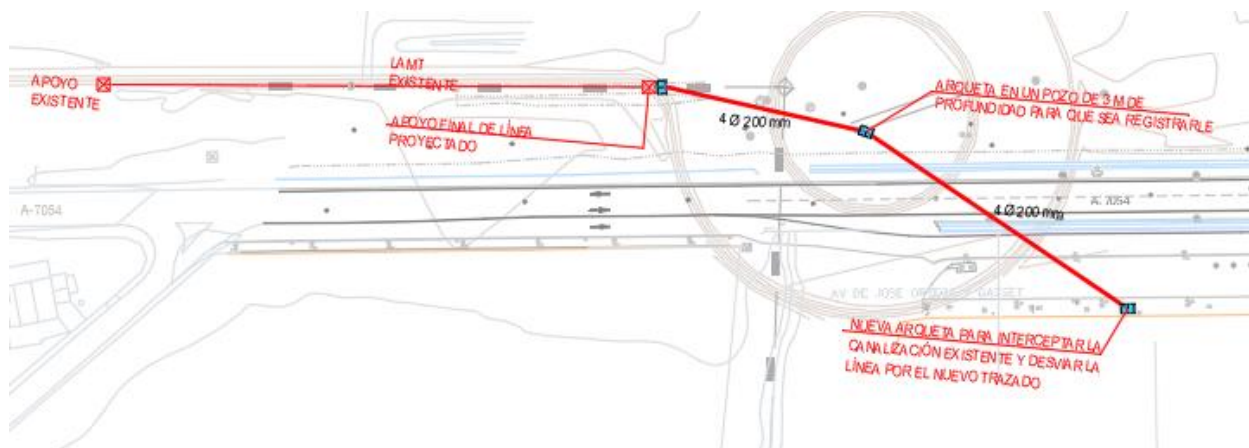 APOYO
EXISTENTE
LAMT
EXISTENTE
APOYO FINAL DE LÍNEA
PROYECTADO
4 Ø 200 mm
ARQUETA EN UN POZO DE 3 M DE
PROFUNDIDAD PARA QUE SEA REGISTRARLE
A-7054
4 Ø 200 mm
A-7054
AV DE JOSE ORTEGA Y GASSET
NUEVA ARQUETA PARA INTERCEPTAR LA
CANALIZACIÓN EXISTENTE Y DESVIAR LA
LÍNEA POR EL NUEVO TRAZADO